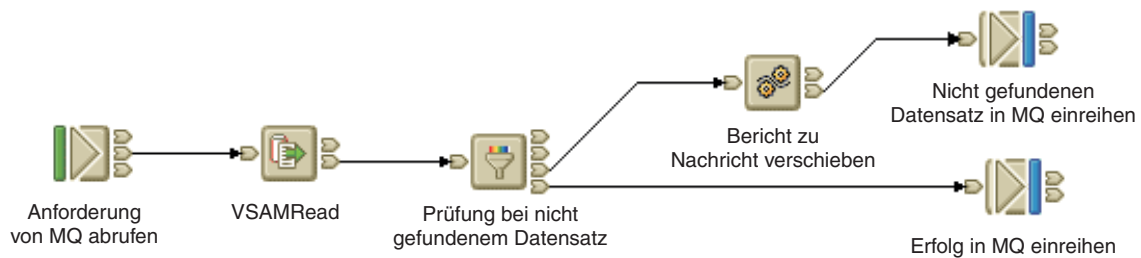 Anforderung
von MQ abrufen
VSAMRead
Prüfung bei nicht
gefundenem Datensatz
Bericht zu
Nachricht verschieben
Nicht gefundenen
Datensatz in MQ einreihen
Erfolg in MQ einreihen